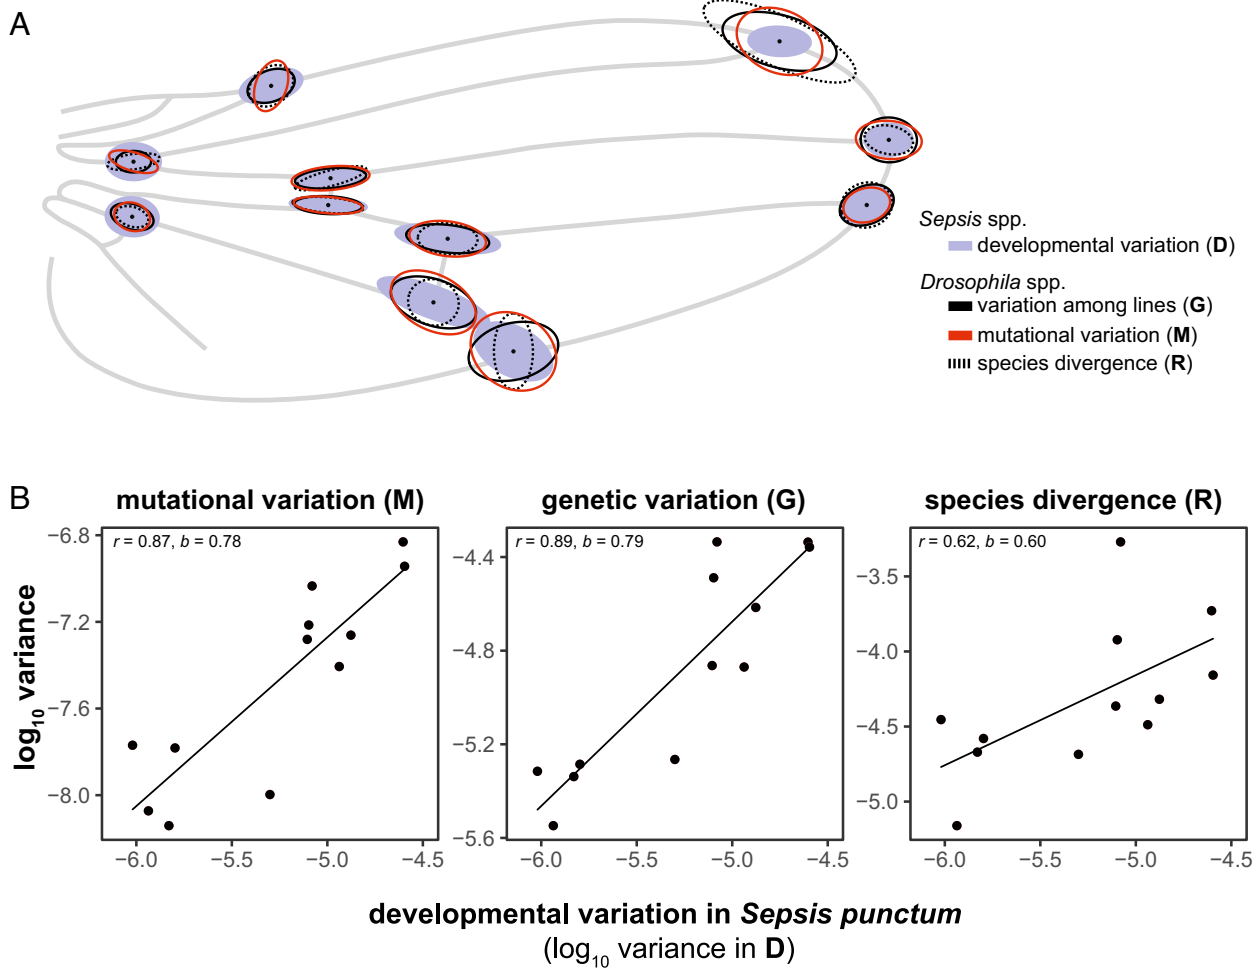 A
Sepsis spp.
developmental variation (D)
Drosophila spp.
variation among lines (G)
mutational variation (M)
species divergence (R)
B
mutational variation (M)
genetic variation (G)
species divergence (R)
r = 0.87, b = 0.78
r = 0.89, b = 0.79
r = 0.62, b = 0.60
log10 variance
−6.8
−7.2
−7.6
−8.0
−6.0
−5.5
−5.0
−4.5
−4.4
−4.8
−5.2
−5.6
−6.0
−5.5
−5.0
−4.5
−3.5
−4.0
−4.5
−5.0
−6.0
−5.5
−5.0
−4.5
developmental variation in Sepsis punctum
(log10 variance in D)